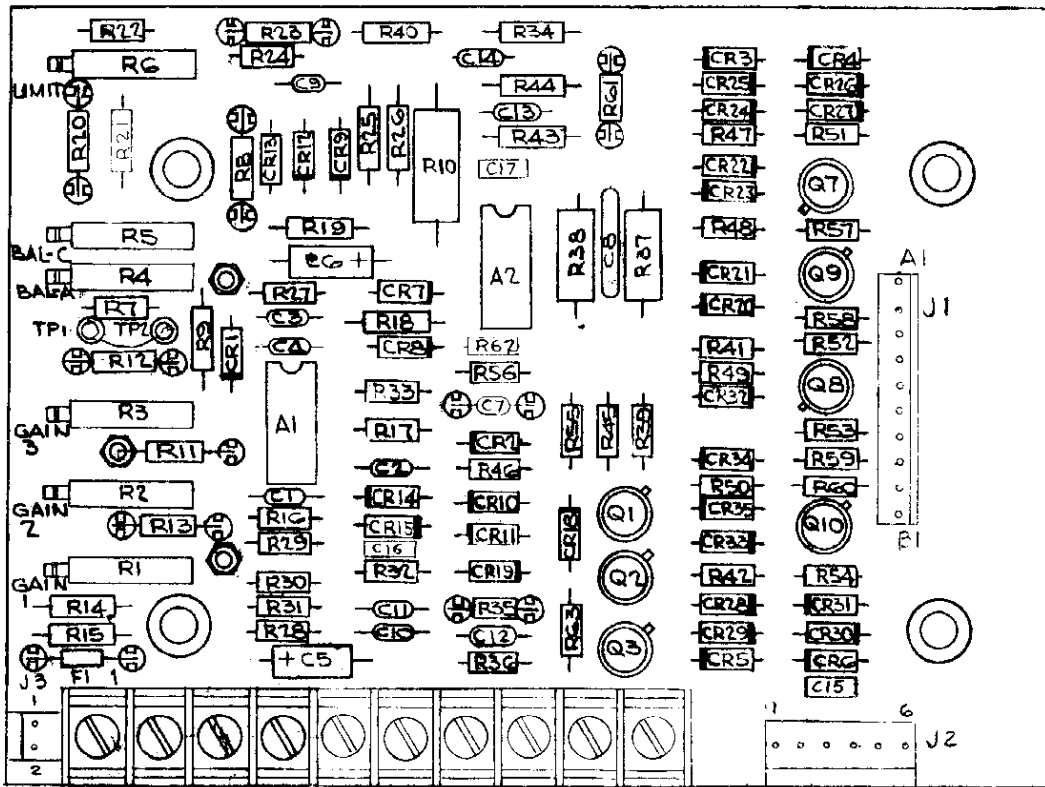 R22 R23 R40 R34
R6 R24 C14 CR3 CR4
LIMIT C9 R44 R61 CR25 CR26
R20 R21 R8 CR13 CR12 CR9 R25 R26 R10 C13 CR24 CR27
R43 R47 R51
C17 CR22
CR23 Q7
R5 R19 R38 C8 R37 R48 R57
BAL-C C6 + A2 A1
R4 CR21 Q9
BAL-A R27 CR7
R7 CR20 J1
TP1 TP2 R9 CR1 C3 R18 R58
R12 C4 CR8 R62 R41 R52
R56 R49
R33 CR32 Q8
R3 A1 C7 R55 R45 R39
GAIN R17 R53
3 R11 CR2
C2 R46 CR34 R59
R2 C1 CR14 CR10 Q1 R50 R60
GAIN R16 CR35
2 R13 CR15 CR11 CR18 Q10
R29 C16 CR33 B1
R1 R32 CR19 Q2 R42 R54
GAIN R30
1 R14 R31 C11 R35 R63 CR28 CR31
R15 R28 C10 C12 CR29 CR30
F1 1 + C5 R36 Q3 CR5 CR6
J3 C15
1 1 6
J2
2